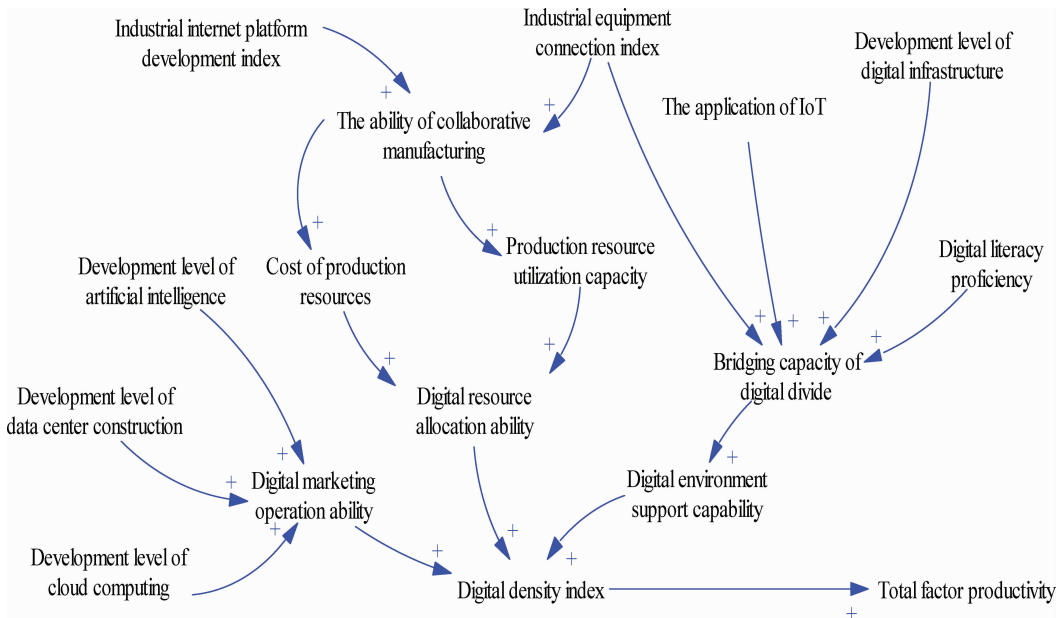 Industrial internet platform
development index
Industrial equipment
connection index
Development level of
digital infrastructure
The application of IoT
+
+
The ability of collaborative
manufacturing
+
+
Production resource
utilization capacity
Digital literacy
proficiency
Development level of
artificial intelligence
Cost of production
resources
+
+
+
+
+
+
Bridging capacity of
digital divide
Development level of
data center construction
Digital resource
allocation ability
+
+
+
Digital marketing
operation ability
Digital environment
support capability
+
+
+
+
Development level of
cloud computing
Digital density index
Total factor productivity
+